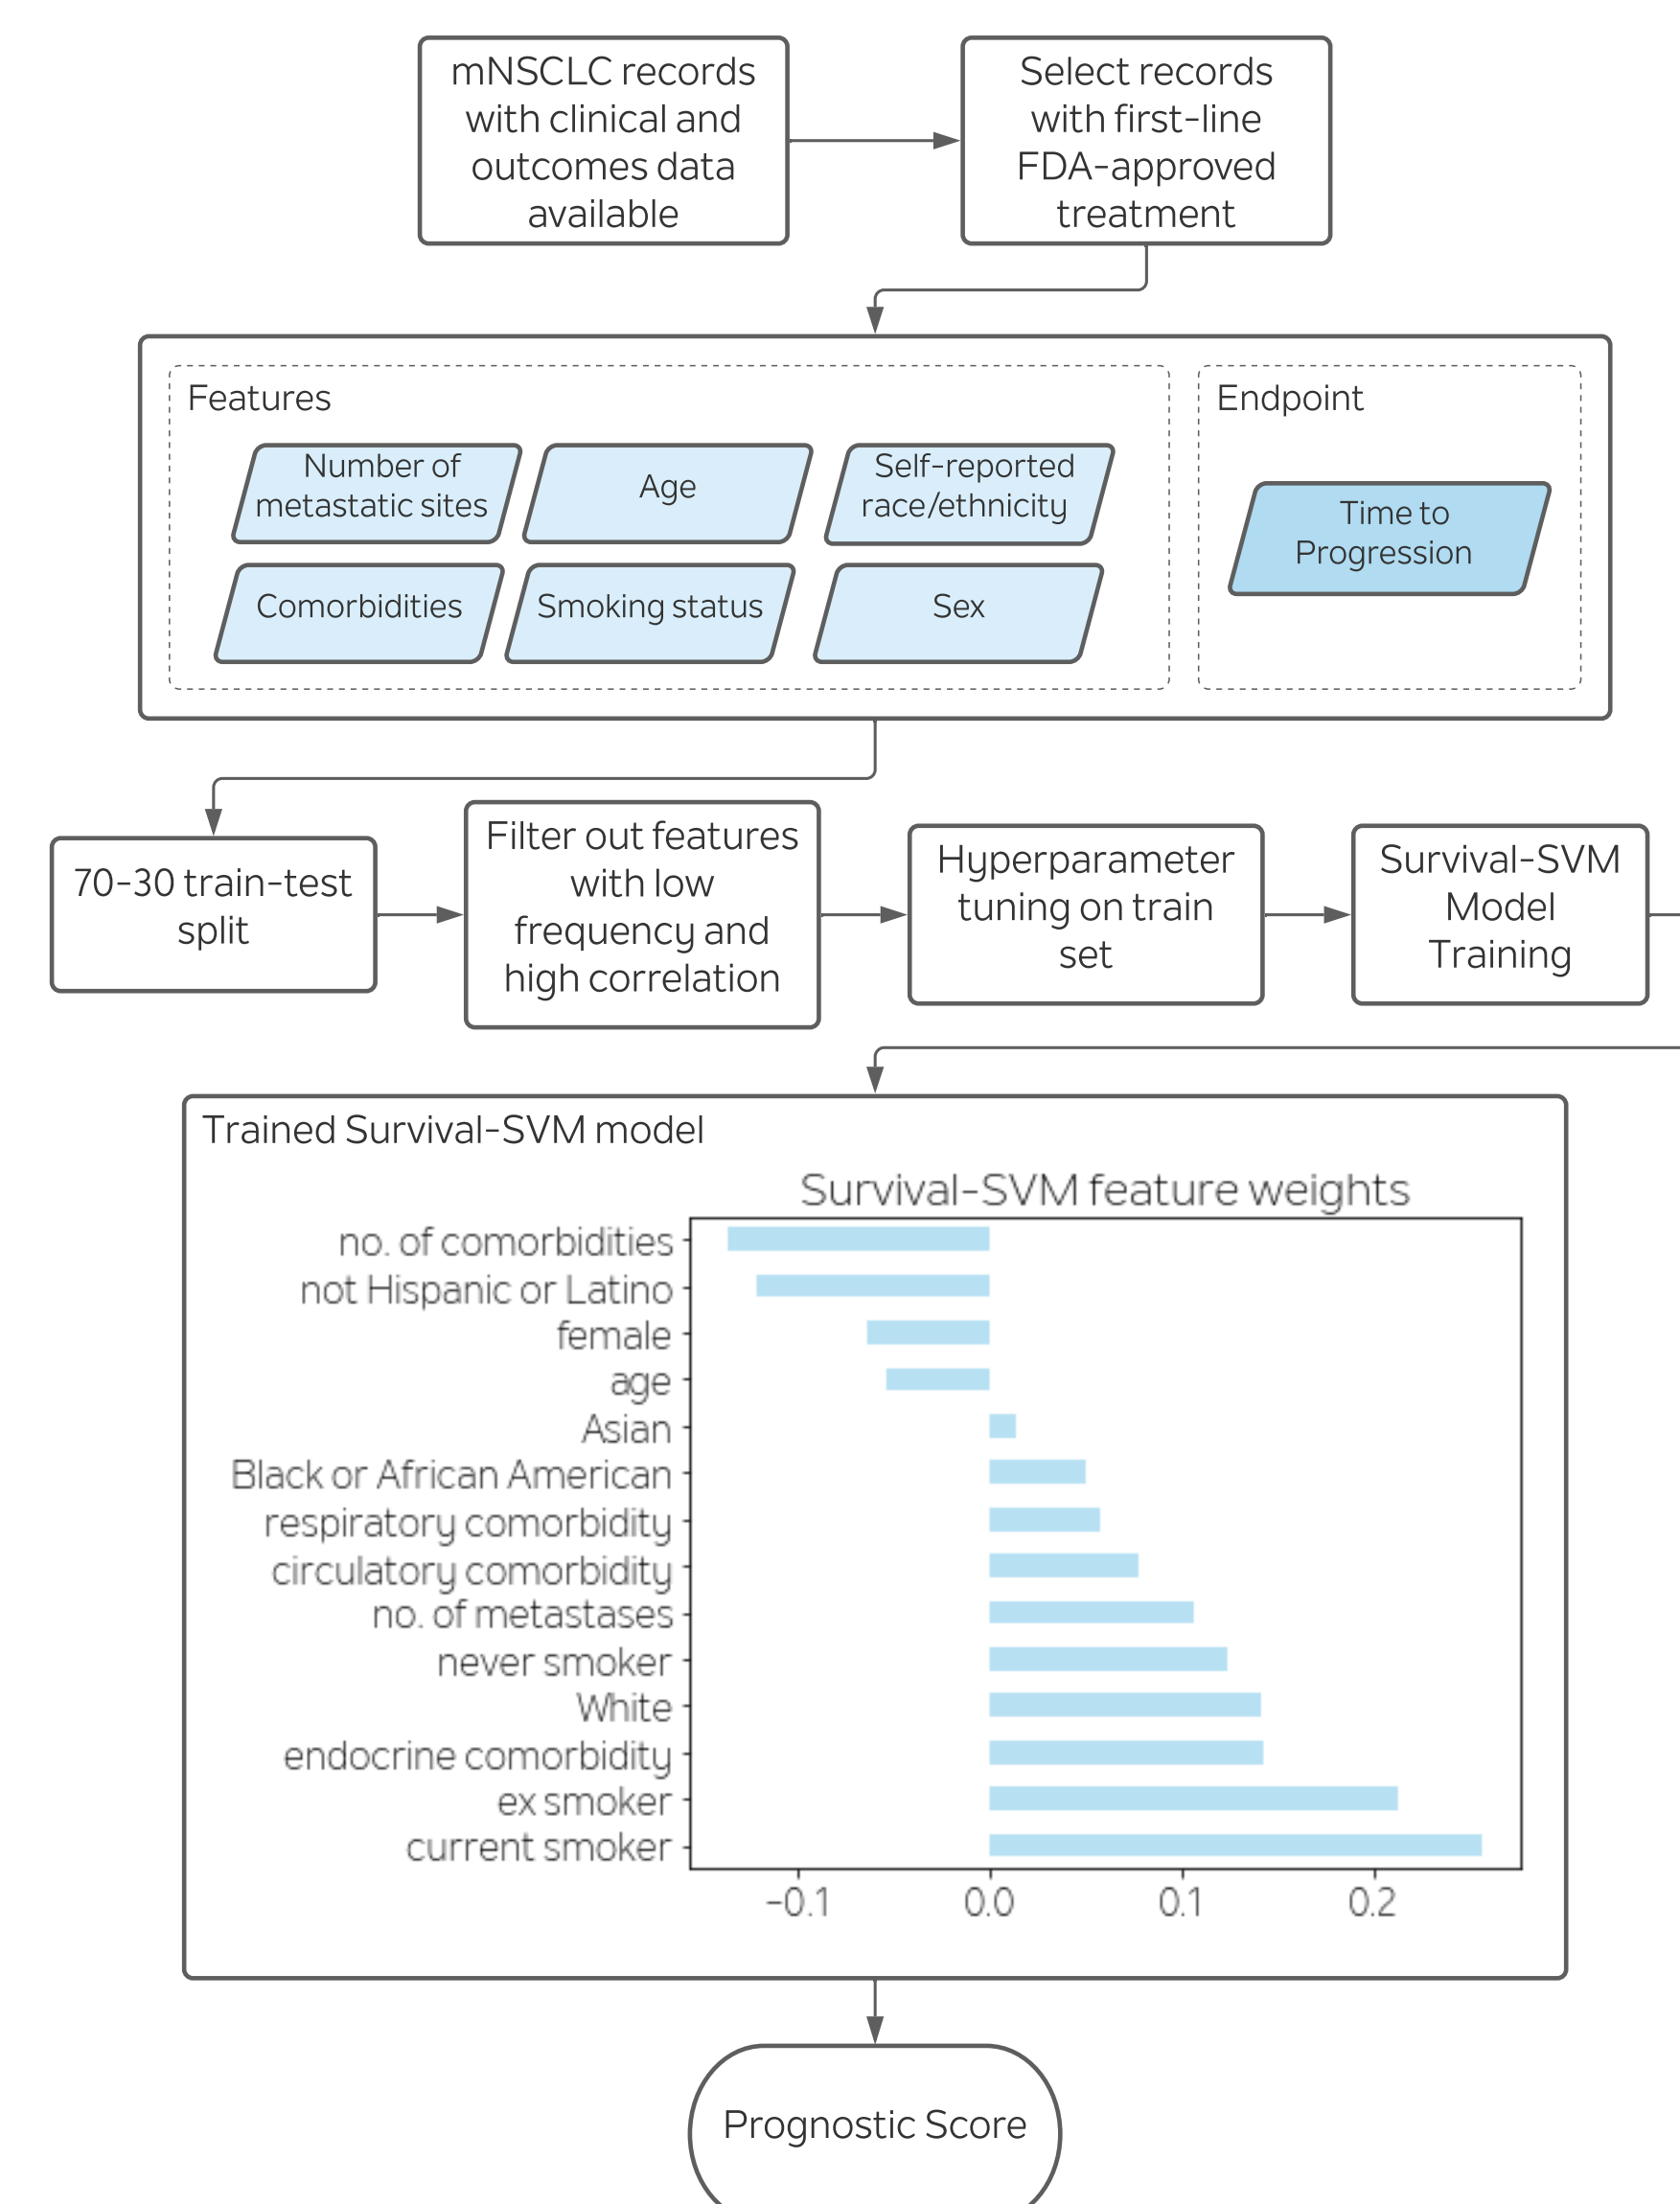 mNSCLC records
with clinical and
outcomes data
available
Select records
with first-line
FDA-approved
treatment
Features
Number of
metastatic sites
Age
Self-reported
race/ethnicity
Comorbidities
Smoking status
Sex
Endpoint
Time to
Progression
70-30 train-test
split
Filter out features
with low
frequency and
high correlation
Hyperparameter
tuning on train
set
Survival-SVM
Model
Training
Trained Survival-SVM model
Survival-SVM feature weights
no. of comorbidities
not Hispanic or Latino
female
age
Asian
Black or African American
respiratory comorbidity
circulatory comorbidity
no. of metastases
never smoker
White
endocrine comorbidity
ex smoker
current smoker
−0.1 0.0 0.1 0.2
Prognostic Score